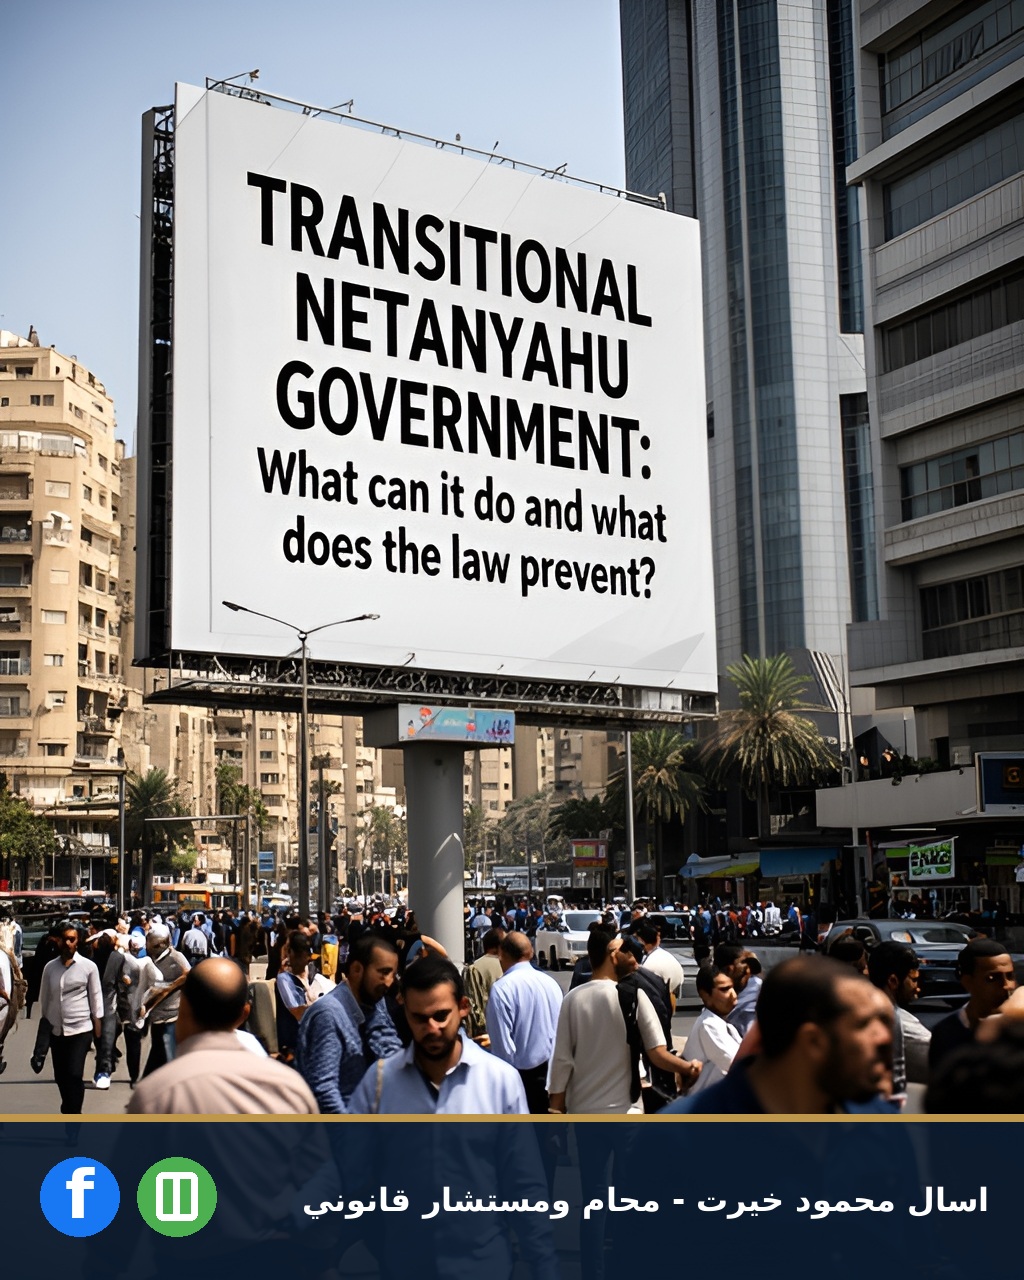 TRANSITIONAL
NETANYAHU
GOVERNMENT:
What can it do and what
does the law prevent?
f
اسال محمود خيرت - محام ومستشار قانوني